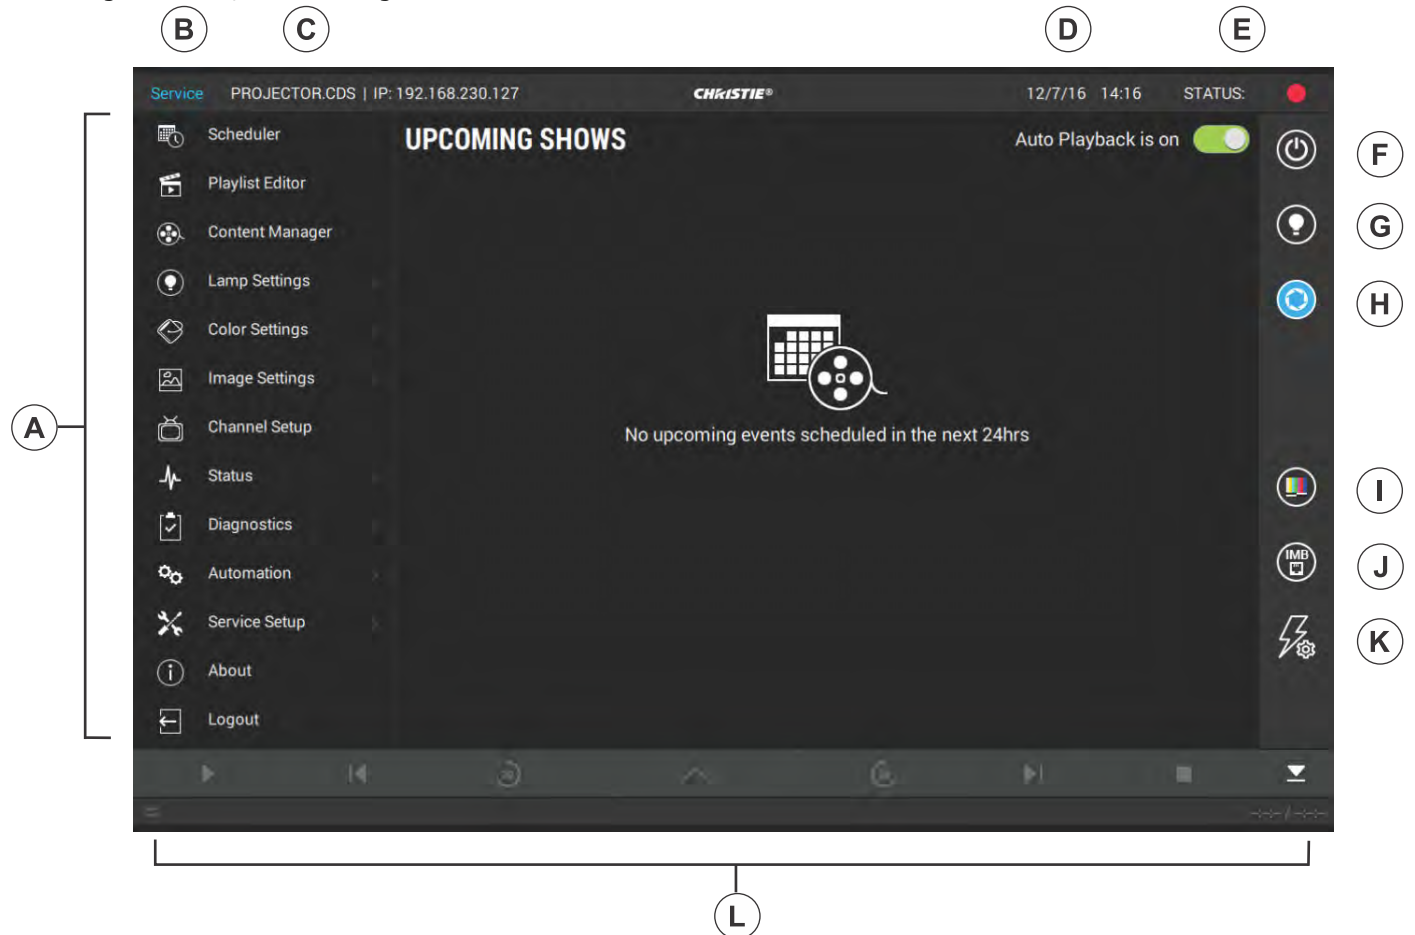 B C D E
Service PROJECTOR.CDS | IP: 192.168.230.127 CHRISTIE® 12/7/16 14:16 STATUS:
Scheduler
UPCOMING SHOWS
Auto Playback is on
F
Playlist Editor
Content Manager
G
Lamp Settings
H
Color Settings
Image Settings
A
Channel Setup
No upcoming events scheduled in the next 24hrs
Status
I
Diagnostics
IMB
J
Automation
Service Setup
K
About
Logout
--:--:-- / --:--:--
L